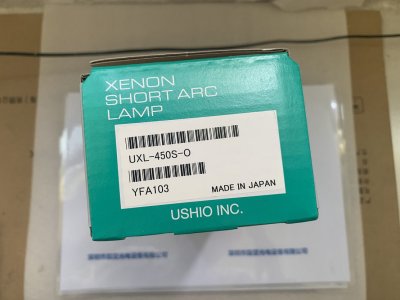 XENON
SHORT ARC
LAMP
UXL-450S-O
YFA103
MADE IN JAPAN
USHIO INC.